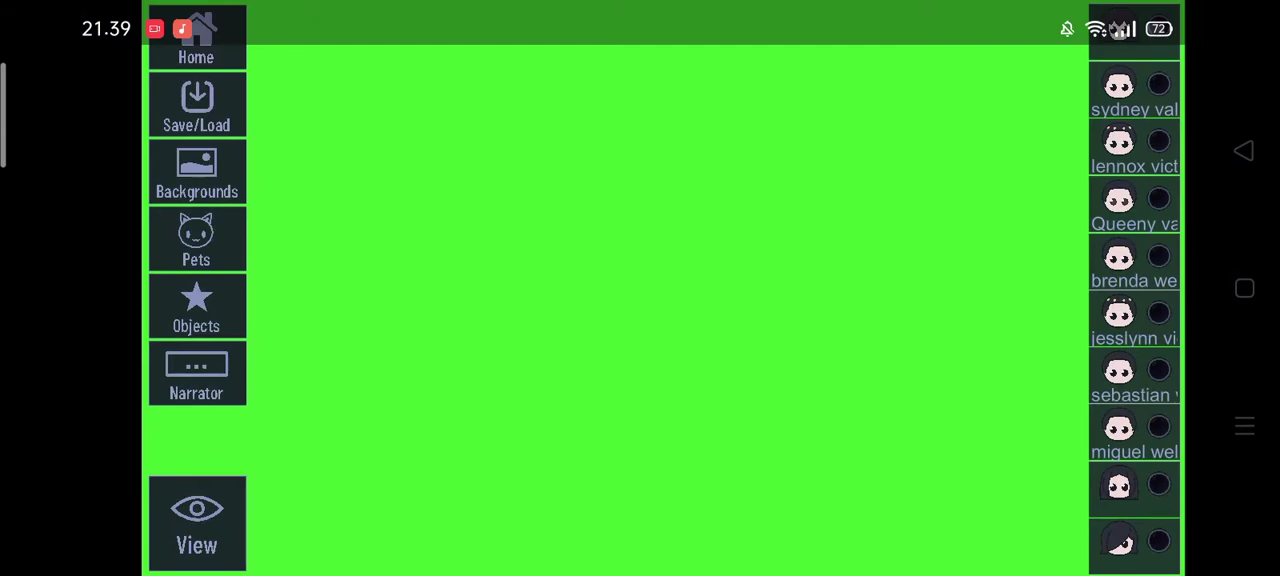 21.39
72
Home
Save/Load
Backgrounds
Pets
Objects
Narrator
View
sydney val
lennox vict
Queeny va
brenda we
jesslynn vi
sebastian
miguel wel